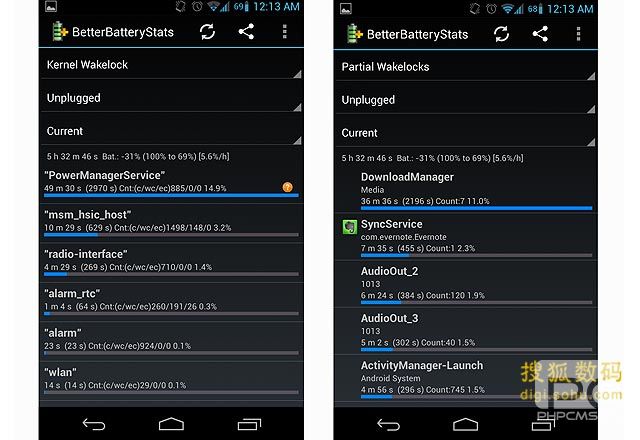 69 12:13 AM
BetterBatteryStats
Kernel Wakelock
Unplugged
Current
5 h 32 m 46 s Bat.: -31% (100% to 69%) [5.6%/h]
"PowerManagerService"
49 m 30 s (2970 s) Cnt:(c/wc/ec)885/0/0 14.9%
?
"msm_hsic_host"
10 m 29 s (629 s) Cnt:(c/wc/ec)1498/148/0 3.2%
"radio-interface"
4 m 29 s (269 s) Cnt:(c/wc/ec)710/0/0 1.4%
"alarm_rtc"
1 m 4 s (64 s) Cnt:(c/wc/ec)260/191/26 0.3%
"alarm"
23 s (23 s) Cnt:(c/wc/ec)924/0/0 0.1%
"wlan"
14 s (14 s) Cnt:(c/wc/ec)29/0/0 0.1%
68 12:13 AM
BetterBatteryStats
Partial Wakelocks
Unplugged
Current
5 h 32 m 46 s Bat.: -31% (100% to 69%) [5.6%/h]
DownloadManager
Media
36 m 36 s (2196 s) Count:7 11.0%
SyncService
com.evernote.Evernote
7 m 35 s (455 s) Count:1 2.3%
AudioOut_2
1013
6 m 24 s (384 s) Count:120 1.9%
AudioOut_3
1013
5 m 2 s (302 s) Count:40 1.5%
ActivityManager-Launch
Android System
4 m 56 s (296 s) Count:745 1.5%
搜狐数码
digi.sohu.com
PHPCMS